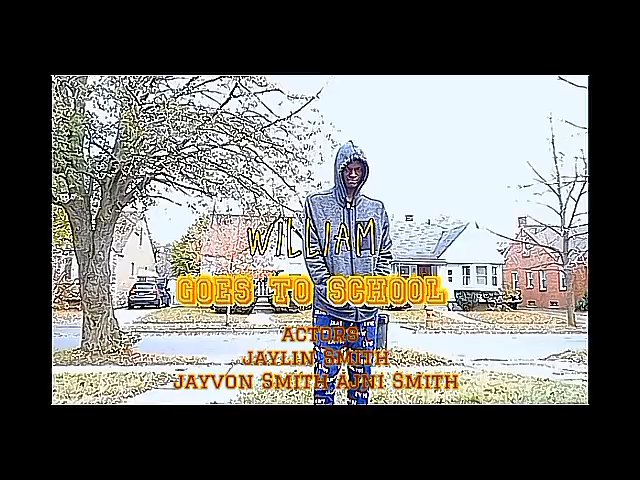 WILLIAM
GOES TO SCHOOL
ACTORS
JAYLIN SMITH
JAYVON SMITH AJNI SMITH